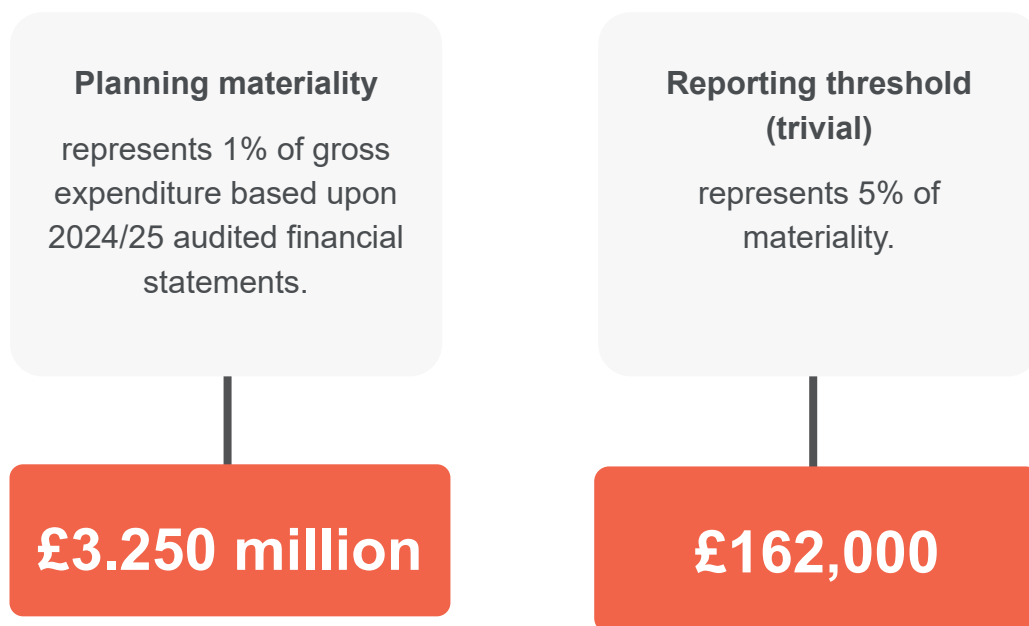 Planning materiality
represents 1% of gross
expenditure based upon
2024/25 audited financial
statements.
£3.250 million
Reporting threshold
(trivial)
represents 5% of
materiality.
£162,000